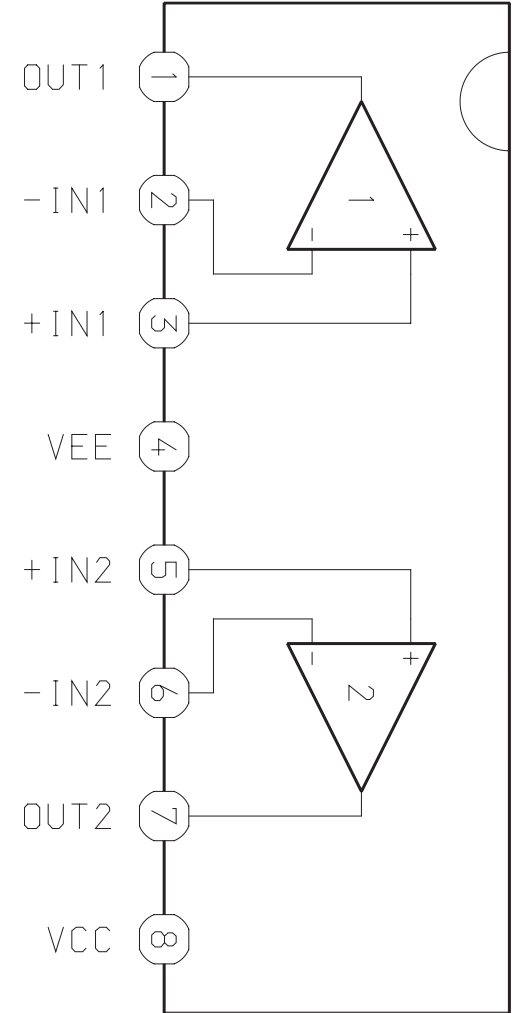 OUT1 1
-IN1 2
+IN1 3
VEE 4
+IN2 5
-IN2 6
OUT2 7
VCC 8
1
- +
- +
2